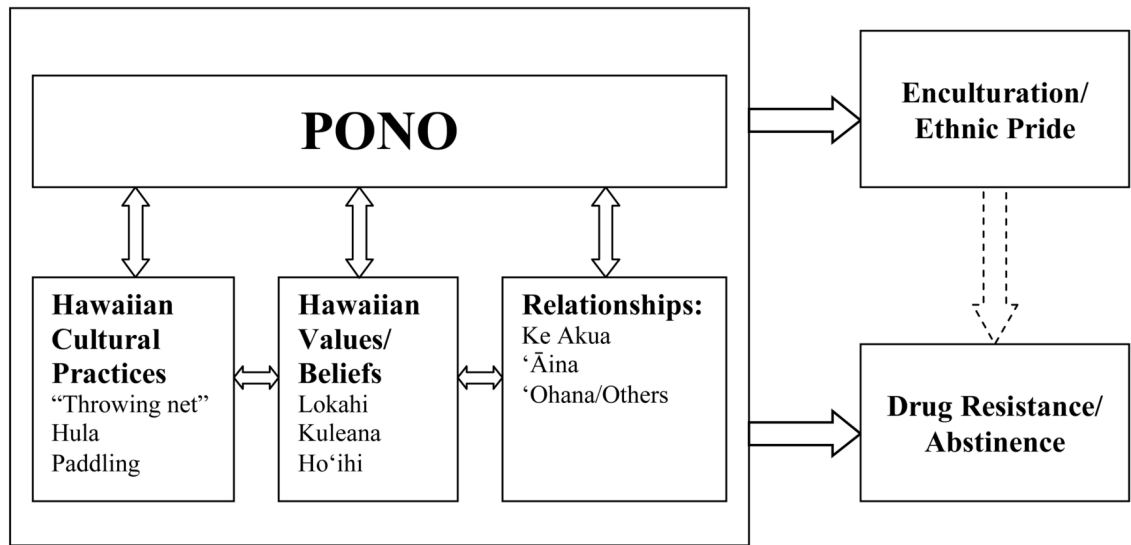 PONO
Enculturation/
Ethnic Pride
Hawaiian
Cultural
Practices
“Throwing net”
Hula
Paddling
Hawaiian
Values/
Beliefs
Lokahi
Kuleana
Ho‘ihi
Relationships:
Ke Akua
‘Āina
‘Ohana/Others
Drug Resistance/
Abstinence